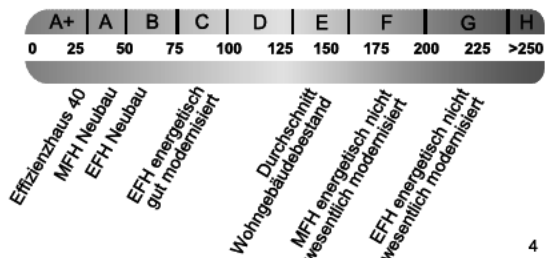 A+ A B C D E F G H
0 25 50 75 100 125 150 175 200 225 >250
Effizienzhaus 40
MFH Neubau
EFH Neubau
EFH energetisch
gut modernisiert
Durchschnitt
Wohngebäudebestand
MFH energetisch nicht
wesentlich modernisiert
EFH energetisch nicht
wesentlich modernisiert
4